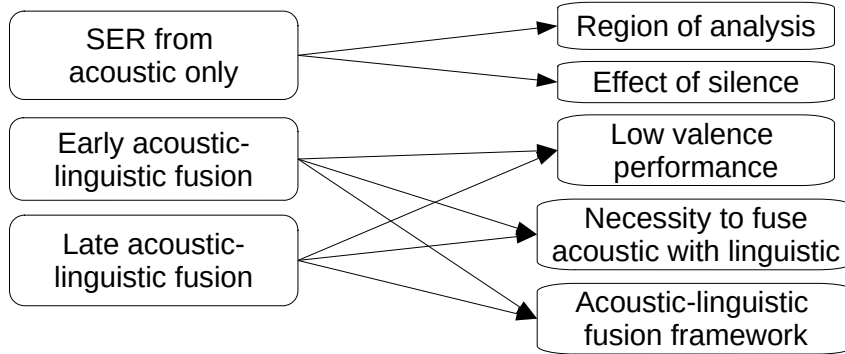 SER from
acoustic only
Early acoustic-
linguistic fusion
Late acoustic-
linguistic fusion
Region of analysis
Effect of silence
Low valence
performance
Necessity to fuse
acoustic with linguistic
Acoustic-linguistic
fusion framework